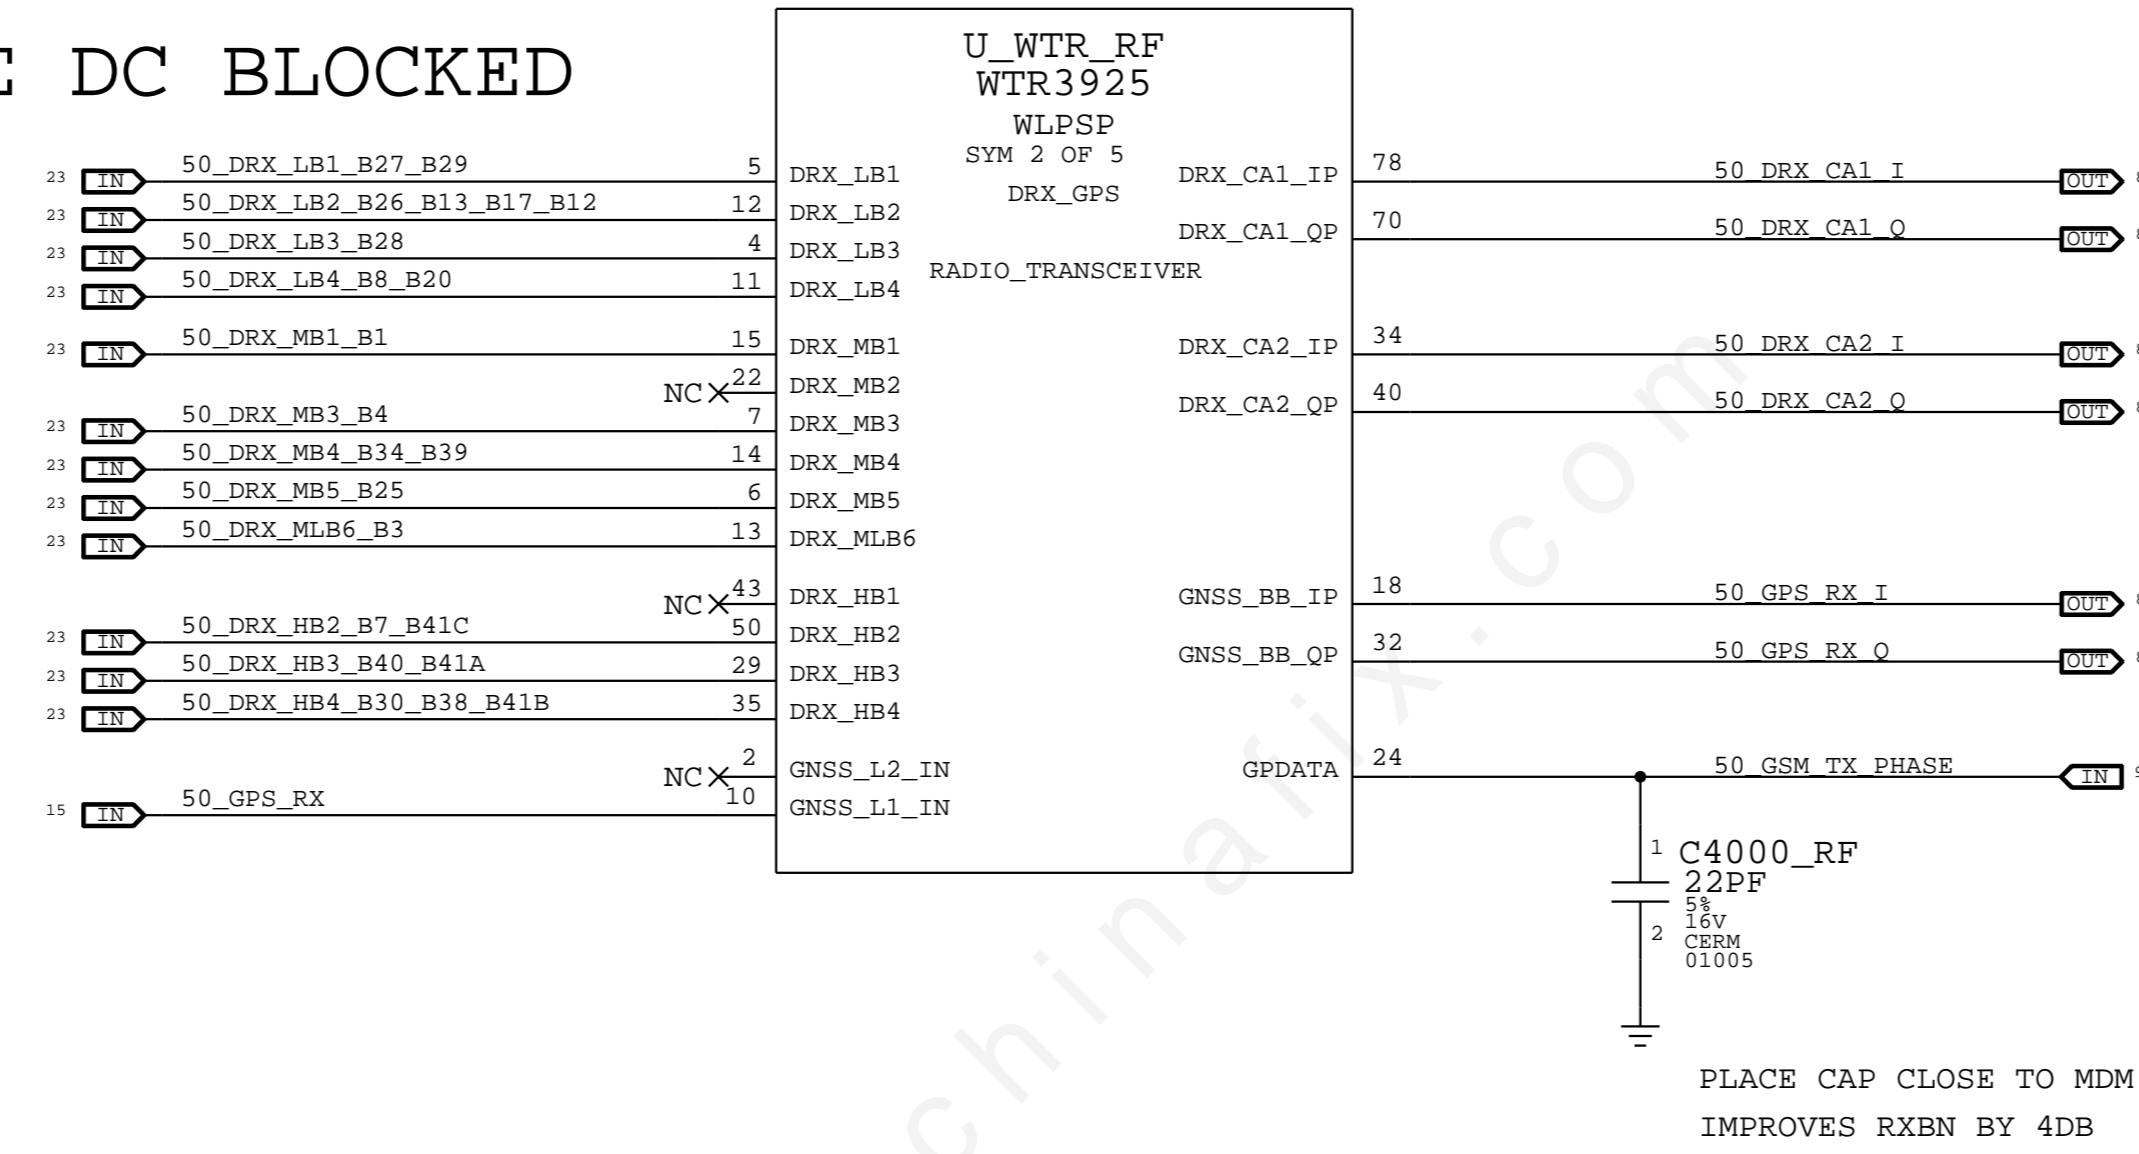 E DC BLOCKED
U_WTR_RF
WTR3925
WLPSP
SYM 2 OF 5
DRX_GPS
RADIO_TRANSCEIVER
23 IN 50_DRX_LB1_B27_B29 5 DRX_LB1
23 IN 50_DRX_LB2_B26_B13_B17_B12 12 DRX_LB2
23 IN 50_DRX_LB3_B28 4 DRX_LB3
23 IN 50_DRX_LB4_B8_B20 11 DRX_LB4
23 IN 50_DRX_MB1_B1 15 DRX_MB1
NC 22 DRX_MB2
23 IN 50_DRX_MB3_B4 7 DRX_MB3
23 IN 50_DRX_MB4_B34_B39 14 DRX_MB4
23 IN 50_DRX_MB5_B25 6 DRX_MB5
23 IN 50_DRX_MLB6_B3 13 DRX_MLB6
NC 43 DRX_HB1
23 IN 50_DRX_HB2_B7_B41C 50 DRX_HB2
23 IN 50_DRX_HB3_B40_B41A 29 DRX_HB3
23 IN 50_DRX_HB4_B30_B38_B41B 35 DRX_HB4
NC 2 GNSS_L2_IN
15 IN 50_GPS_RX 10 GNSS_L1_IN
DRX_CA1_IP 78 50_DRX_CA1_I OUT
DRX_CA1_QP 70 50_DRX_CA1_Q OUT
DRX_CA2_IP 34 50_DRX_CA2_I OUT
DRX_CA2_QP 40 50_DRX_CA2_Q OUT
GNSS_BB_IP 18 50_GPS_RX_I OUT
GNSS_BB_QP 32 50_GPS_RX_Q OUT
GPDATA 24 50_GSM_TX_PHASE IN
1 C4000_RF
22PF
5%
16V
2 CERM
01005
PLACE CAP CLOSE TO MDM
IMPROVES RXBN BY 4DB
chinafix.com